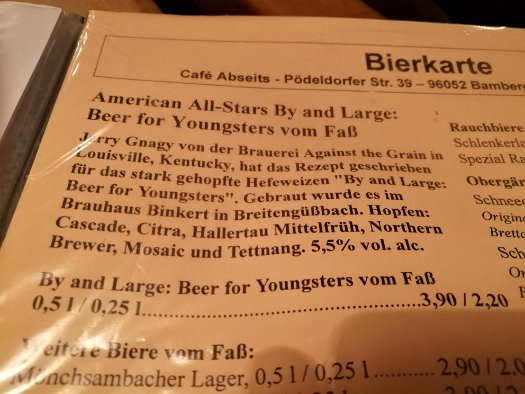 Bierkarte
Café Abseits - Pödeldorfer Str. 39 – 96052 Bamber
American All-Stars By and Large:
Beer for Youngsters vom Faß
Jerry Gnagy von der Brauerei Against the Grain in
Louisville, Kentucky, hat das Rezept geschrieben
für das stark gehopfte Hefeweizen "By and Large:
Beer for Youngsters". Gebraut wurde es im
Brauhaus Binkert in Breitengüßbach. Hopfen:
Cascade, Citra, Hallertau Mittelfrüh, Northern
Brewer, Mosaic und Tettnang. 5,5% vol. alc.
By and Large: Beer for Youngsters vom Faß
0,5 l / 0,25 l 3,90 / 2,20
Weitere Biere vom Faß:
Mönchsambacher Lager, 0,5 l / 0,25 l 2,90 / 2.0
Rauchbiere
Schlenkerla
Spezial Ra
Obergär
Schnee
Origin
Bretto
Sch